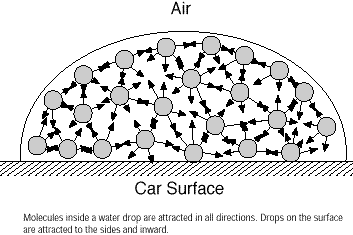 Air
Car Surface
Molecules inside a water drop are attracted in all directions. Drops on the surface
are attracted to the sides and inward.